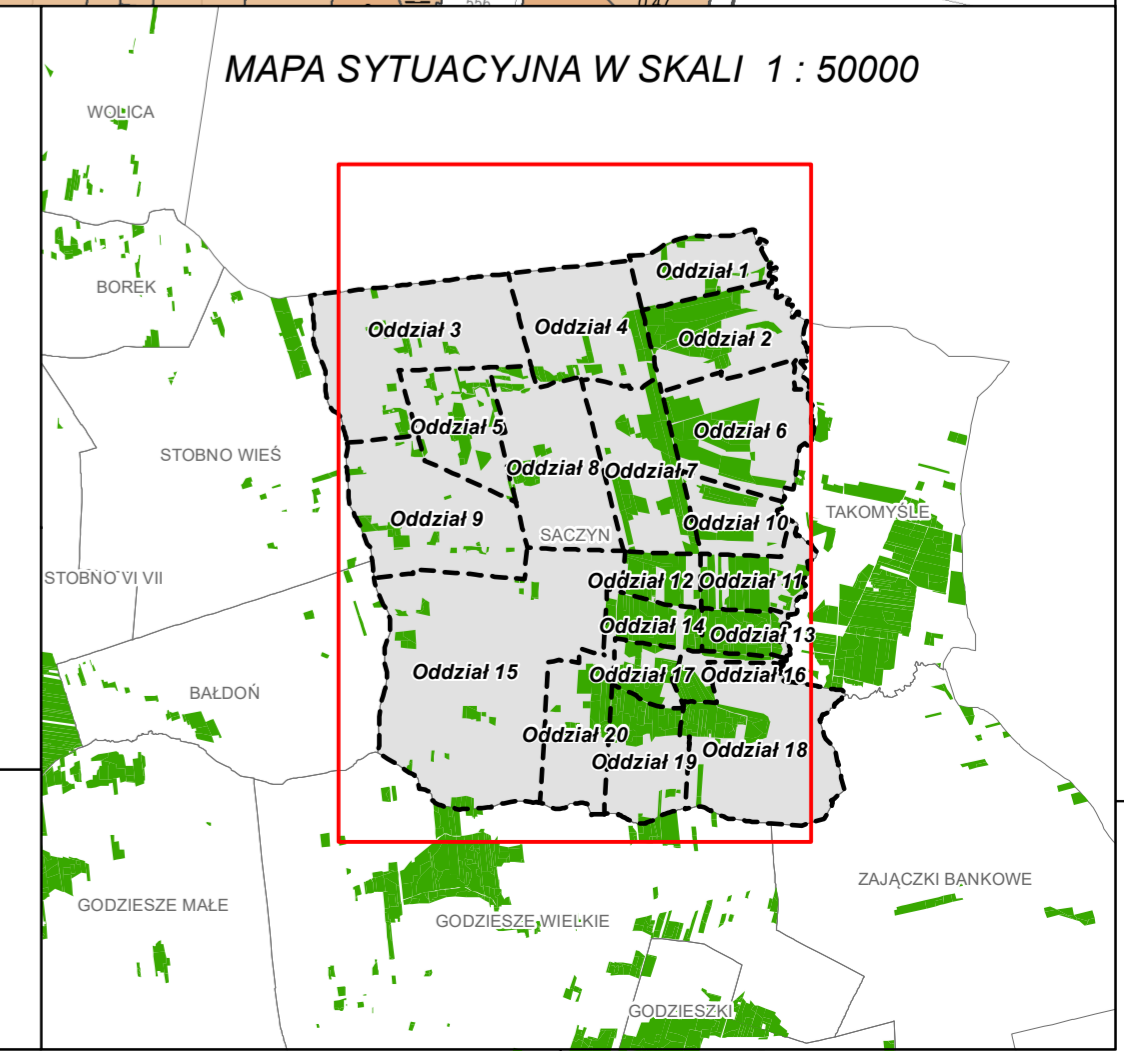 556
MAPA SYTUACYJNA W SKALI 1 : 50000
WOLICA
BOREK
Oddział 1
Oddział 3
Oddział 4
Oddział 2
Oddział 5
Oddział 6
STOBNO WIEŚ
Oddział 8
Oddział 7
Oddział 9
Oddział 10
TAKOMYŚLE
SACZYN
STOBNO VI VII
Oddział 12
Oddział 11
Oddział 14
Oddział 13
Oddział 15
Oddział 17
Oddział 16
BAŁDOŃ
Oddział 20
Oddział 18
Oddział 19
ZAJĄCZKI BANKOWE
GODZIESZE MAŁE
GODZIESZE WIELKIE
GODZIESZKI